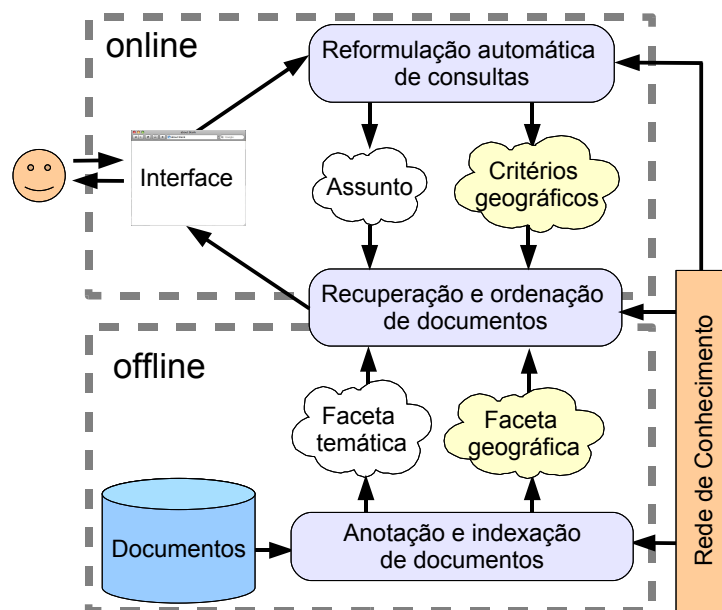 online
Reformulação automática
de consultas
Interface
Assunto
Critérios
geográficos
Recuperação e ordenação
de documentos
offline
Faceta
temática
Faceta
geográfica
Documentos
Anotação e indexação
de documentos
Rede de Conhecimento